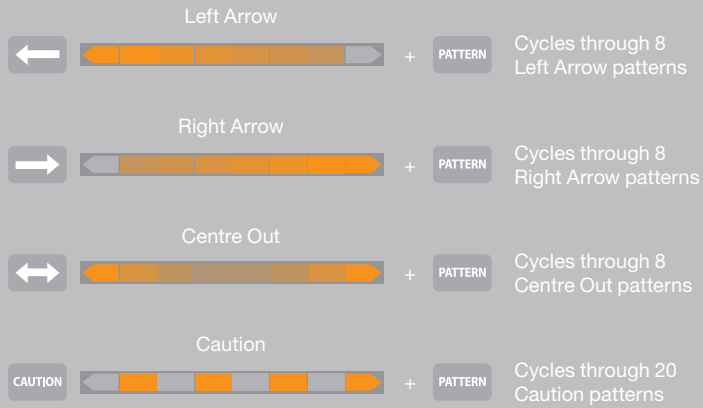 Left Arrow
+ PATTERN Cycles through 8
Left Arrow patterns
Right Arrow
+ PATTERN Cycles through 8
Right Arrow patterns
Centre Out
+ PATTERN Cycles through 8
Centre Out patterns
Caution
CAUTION + PATTERN Cycles through 20
Caution patterns